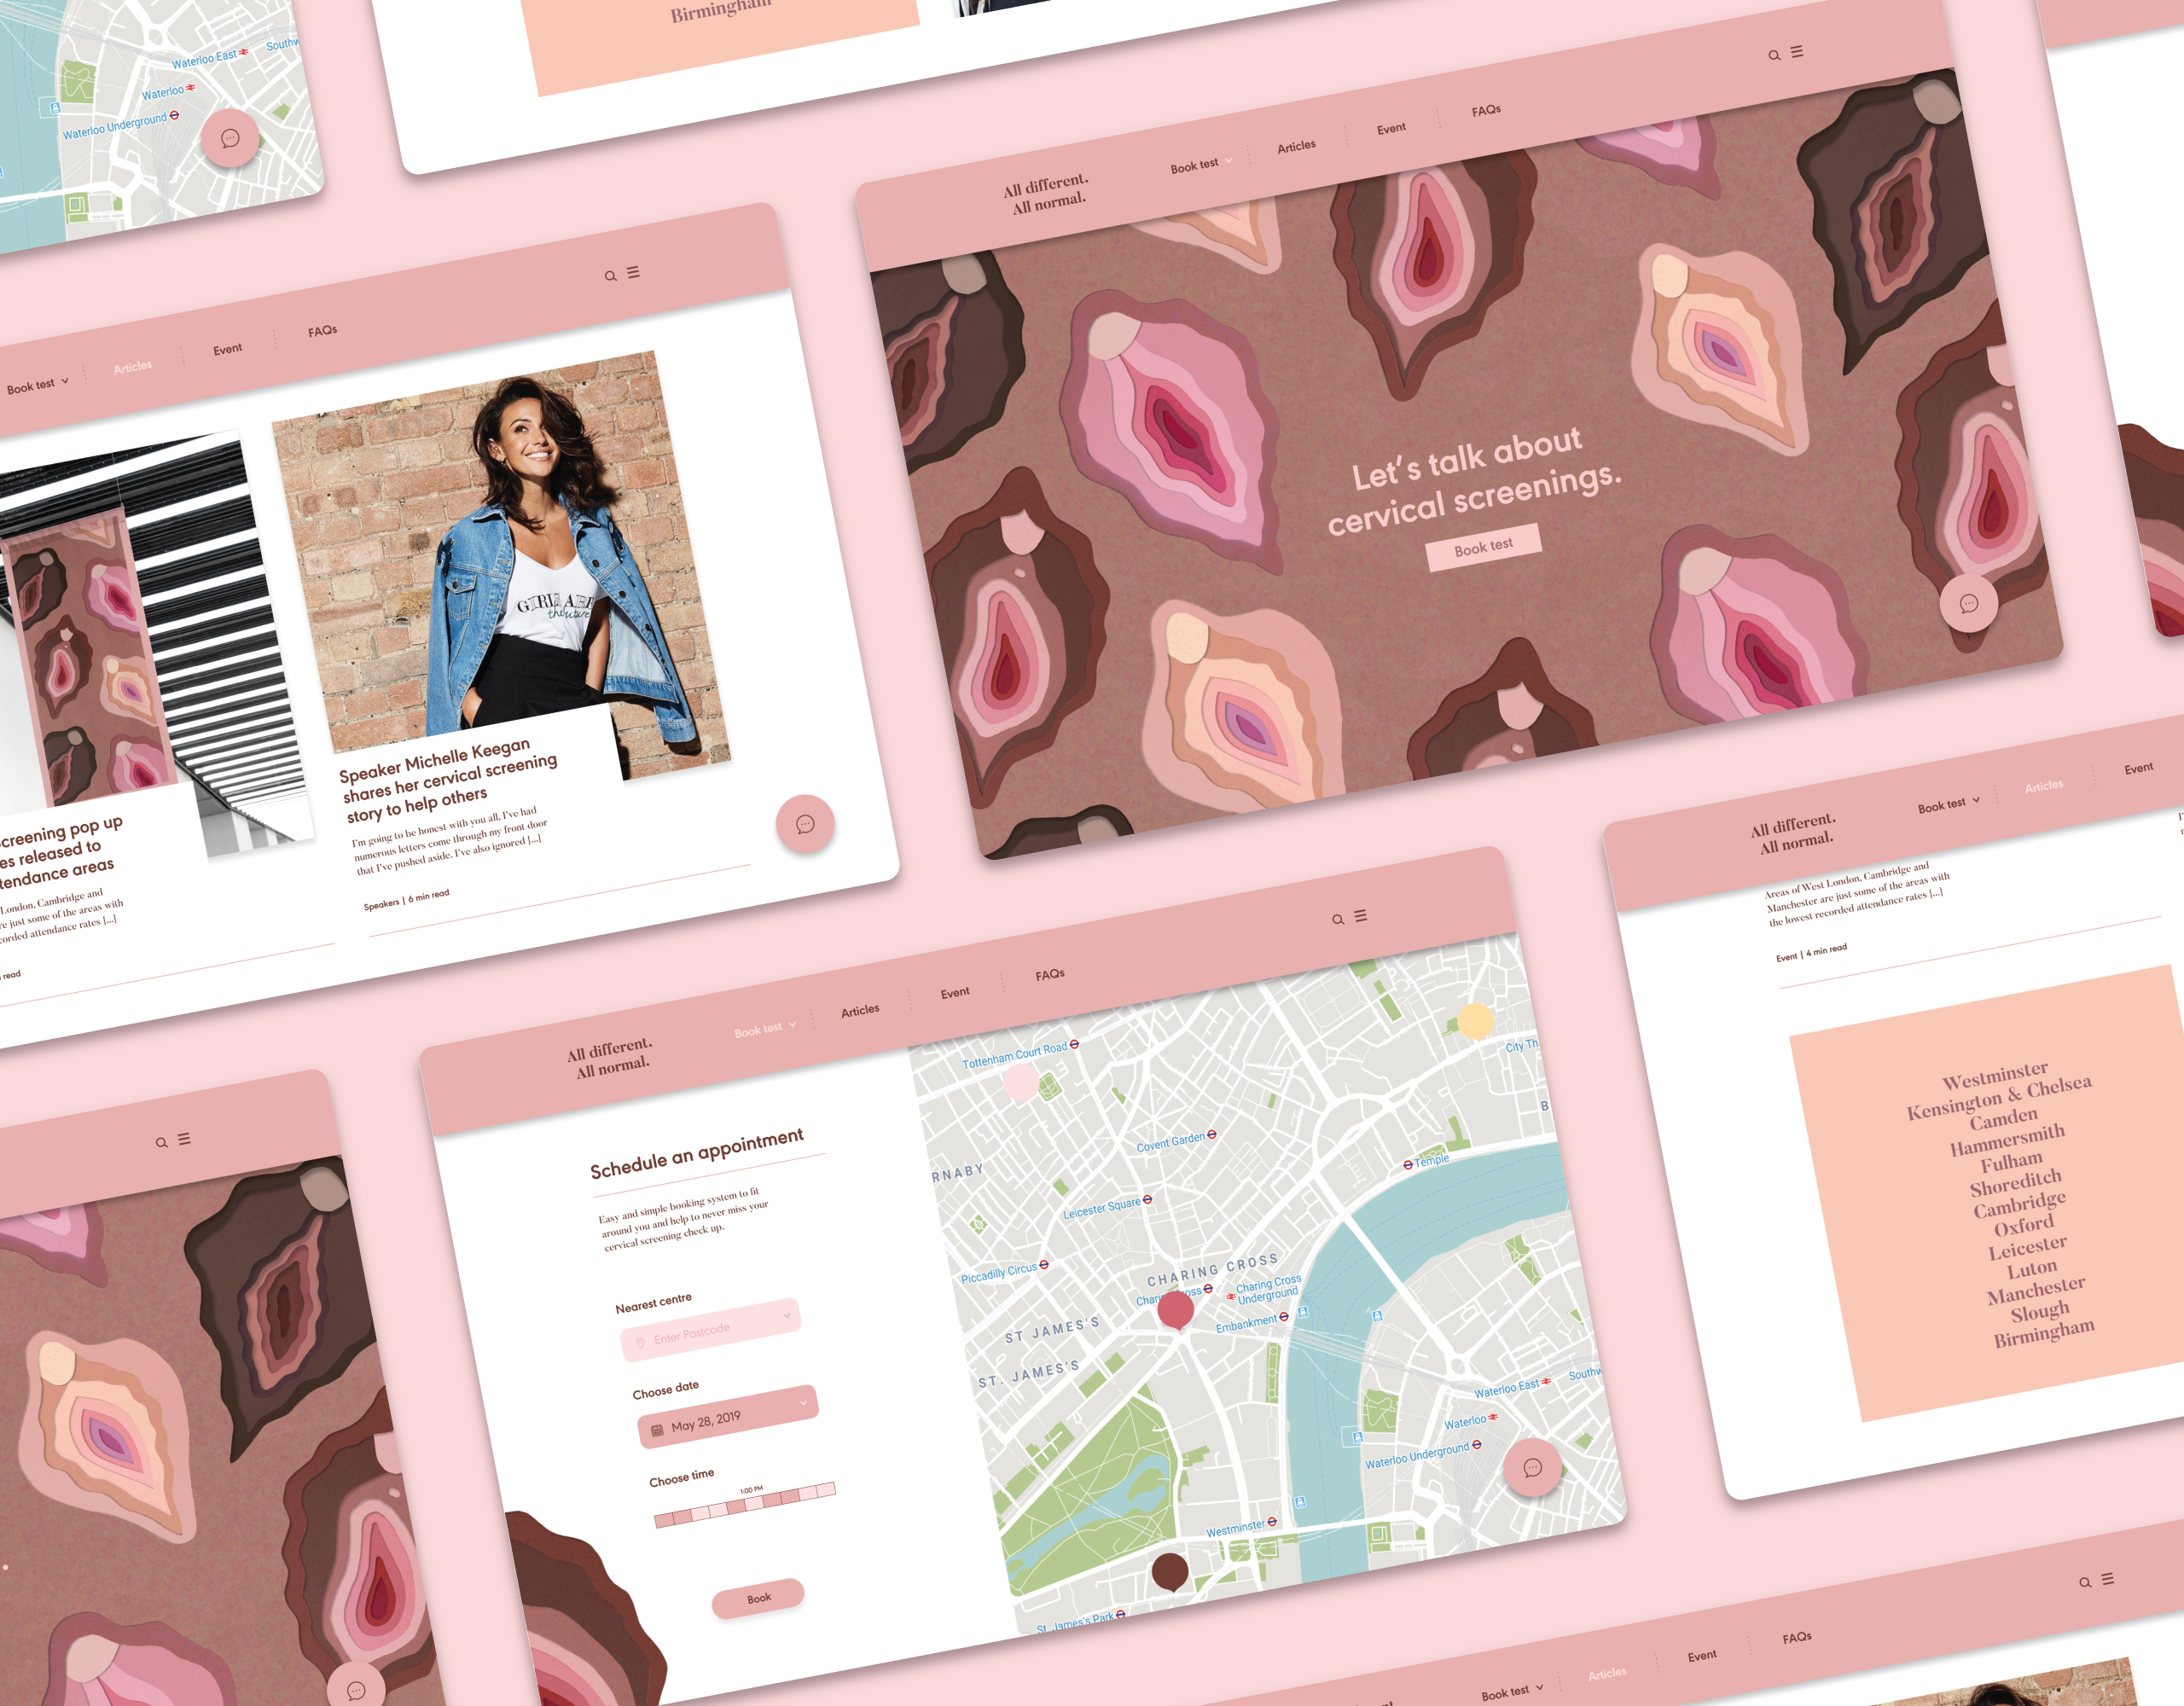 Birmingham
Waterloo East
Southw
Waterloo
Waterloo Underground
All different.
All normal.
Book test
Articles
Event
FAQs
Let's talk about
cervical screenings.
Book test
Book test
Articles
Event
FAQs
GIRLS ARE
the future
creening pop up
es released to
tendance areas
London, Cambridge and
re just some of the areas with
corded attendance rates [...]
read
Speaker Michelle Keegan
shares her cervical screening
story to help others
I'm going to be honest with you all, I've had
numerous letters come through my front door
that I've pushed aside. I've also ignored [...]
Speakers | 6 min read
All different.
All normal.
Book test
Articles
Event
Areas of West London, Cambridge and
Manchester are just some of the areas with
the lowest recorded attendance rates [...]
Event | 4 min read
Westminster
Kensington & Chelsea
Camden
Hammersmith
Fulham
Shoreditch
Cambridge
Oxford
Leicester
Luton
Manchester
Slough
Birmingham
All different.
All normal.
Book test
Articles
Event
FAQs
Schedule an appointment
Easy and simple booking system to fit
around you and help to never miss your
cervical screening check up.
Nearest centre
Enter Postcode
Choose date
May 28, 2019
Choose time
1:00 PM
Book
Tottenham Court Road
City Th
B
Covent Garden
Temple
RNABY
Leicester Square
Piccadilly Circus
CHARING CROSS
Charing Cross
Charing Cross
Underground
Embankment
ST JAMES'S
ST. JAMES'S
Waterloo East
Southw
Waterloo
Waterloo Underground
Westminster
St. James's Park
Book test
Articles
Event
FAQs